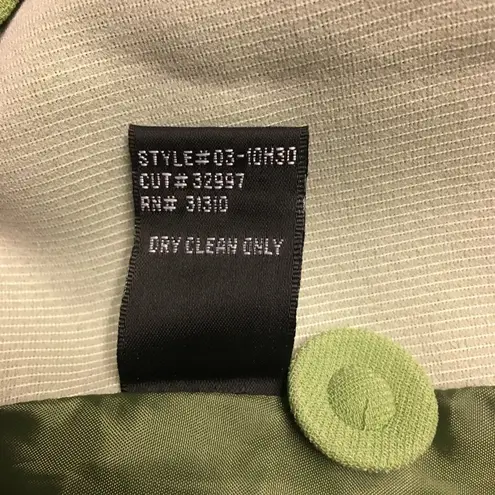 STYLE# 03-10H30
CUT# 32997
RN# 31310
DRY CLEAN ONLY